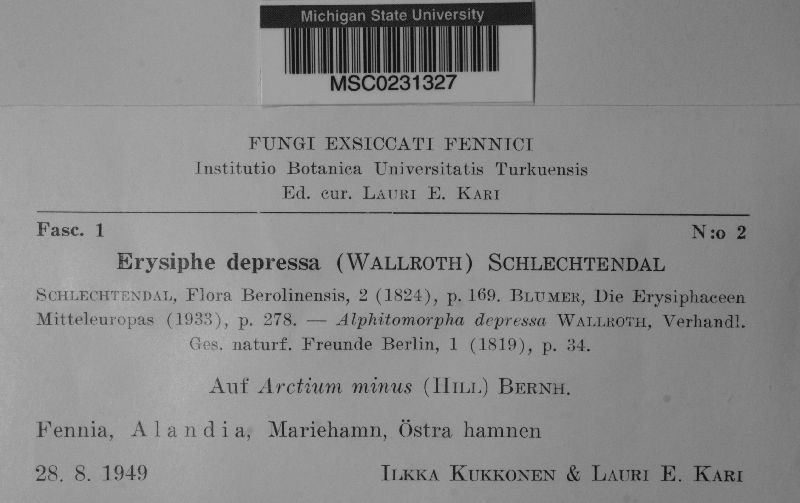 Michigan State University
MSC0231327
FUNGI EXSICCATI FENNICI
Institutio Botanica Universitatis Turkuensis
Ed. cur. LAURI E. KARI
Fasc. 1 N:o 2
Erysiphe depressa (WALLROTH) SCHLECHTENDAL
SCHLECHTENDAL, Flora Berolinensis, 2 (1824), p. 169. BLUMER, Die Erysiphaceen
Mitteleuropas (1933), p. 278. — Alphitomorpha depressa WALLROTH, Verhandl.
Ges. naturf. Freunde Berlin, 1 (1819), p. 34.
Auf Arctium minus (HILL) BERNH.
Fennia, Alandia, Mariehamn, Östra hamnen
28. 8. 1949 ILKKA KUKKONEN & LAURI E. KARI